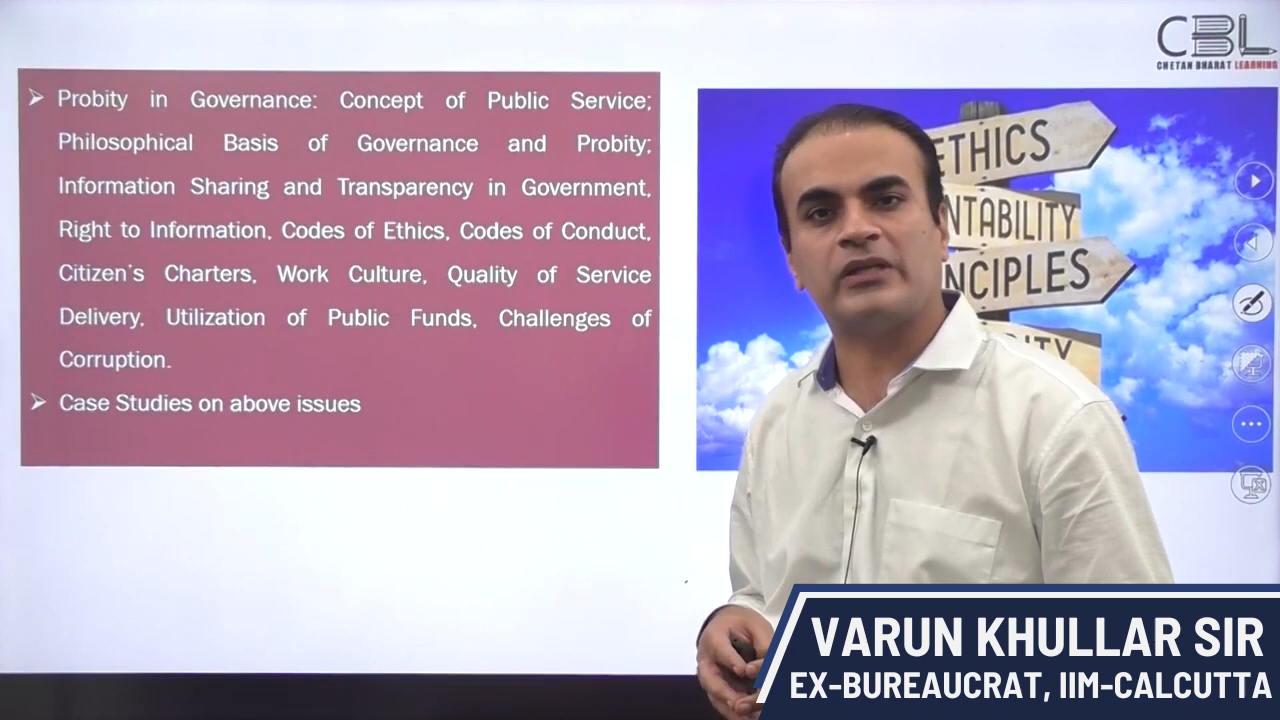 CBL
CHETAN BHARAT LEARNING
➢ Probity in Governance: Concept of Public Service;
Philosophical Basis of Governance and Probity;
Information Sharing and Transparency in Government,
Right to Information, Codes of Ethics, Codes of Conduct,
Citizen's Charters, Work Culture, Quality of Service
Delivery, Utilization of Public Funds, Challenges of
Corruption.
➢ Case Studies on above issues
ETHICS
NTABILITY
NCIPLES
VARUN KHULLAR SIR
EX-BUREAUCRAT, IIM-CALCUTTA